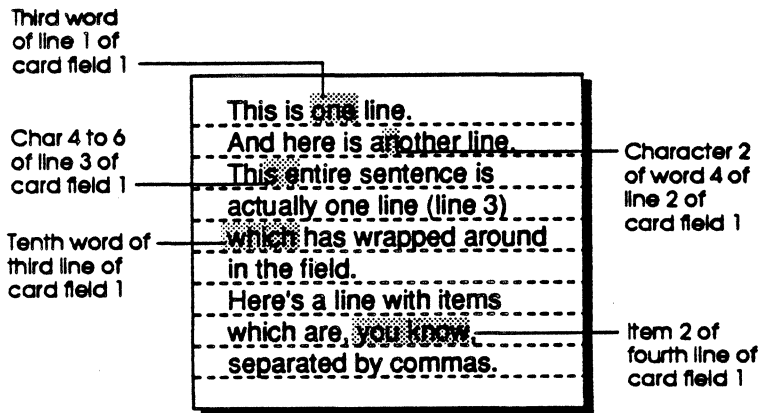 Third word
of line 1 of
card field 1
Char 4 to 6
of line 3 of
card field 1
Tenth word of
third line of
card field 1
This is one line.
And here is another line.
This entire sentence is
actually one line (line 3)
which has wrapped around
in the field.
Here's a line with items
which are, you know,
separated by commas.
Character 2
of word 4 of
line 2 of
card field 1
Item 2 of
fourth line of
card field 1